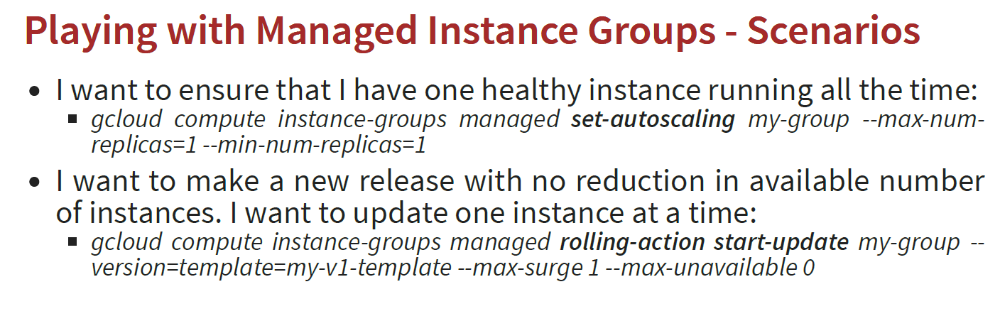 Playing with Managed Instance Groups - Scenarios
I want to ensure that I have one healthy instance running all the time:
gcloud compute instance-groups managed set-autoscaling my-group --max-num-
replicas=1 --min-num-replicas=1
I want to make a new release with no reduction in available number
of instances. I want to update one instance at a time:
gcloud compute instance-groups managed rolling-action start-update my-group --
version=template=my-v1-template --max-surge 1 --max-unavailable 0